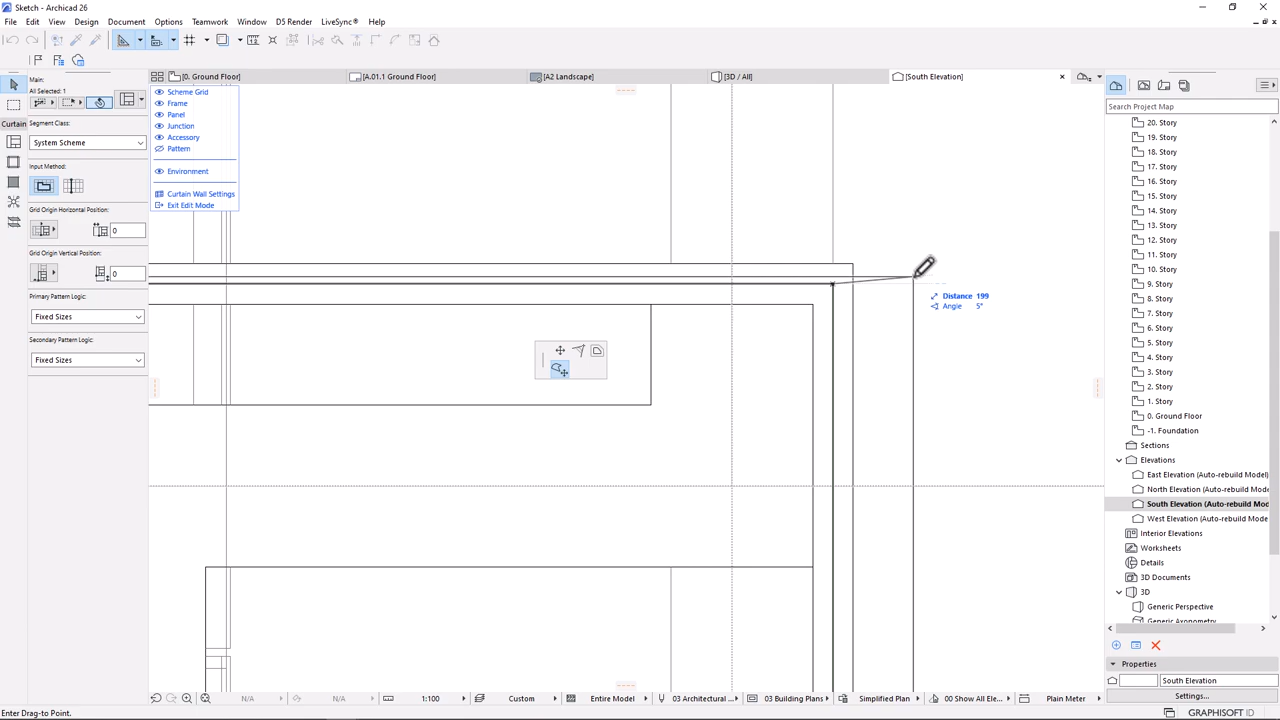 Sketch - Archicad 26
File Edit View Design Options Teamwork Document Window D5 Render LiveSync® Help
[0. Ground Floor] [A.01.1 Ground Floor] [A2 Landscape] [3D / All] [South Elevation]
Main:
All Selected: 1
Curtain
Segment Class:
System Scheme
Input Method:
Grid Origin Horizontal Position:
0
Grid Origin Vertical Position:
0
Primary Pattern Logic:
Fixed Sizes
Secondary Pattern Logic:
Fixed Sizes
Scheme Grid
Frame
Panel
Junction
Accessory
Pattern
Environment
Curtain Wall Settings
Exit Edit Mode
Distance 199
Angle 5°
Search Project Map
20. Story
19. Story
18. Story
17. Story
16. Story
15. Story
14. Story
13. Story
12. Story
11. Story
10. Story
9. Story
8. Story
7. Story
6. Story
5. Story
4. Story
3. Story
2. Story
1. Story
0. Ground Floor
-1. Foundation
Sections
Elevations
East Elevation (Auto-rebuild Model)
North Elevation (Auto-rebuild Mode
South Elevation (Auto-rebuild Moc
West Elevation (Auto-rebuild Mode
Interior Elevations
Worksheets
Details
3D Documents
3D
Generic Perspective
Generic Axonometry
Properties
South Elevation
Settings...
N/A N/A 1:100 Custom Entire Model 03 Architectural ... 03 Building Plans Simplified Plan 00 Show All Ele... Plain Meter
Enter Drag-to Point.
GRAPHISOFT ID